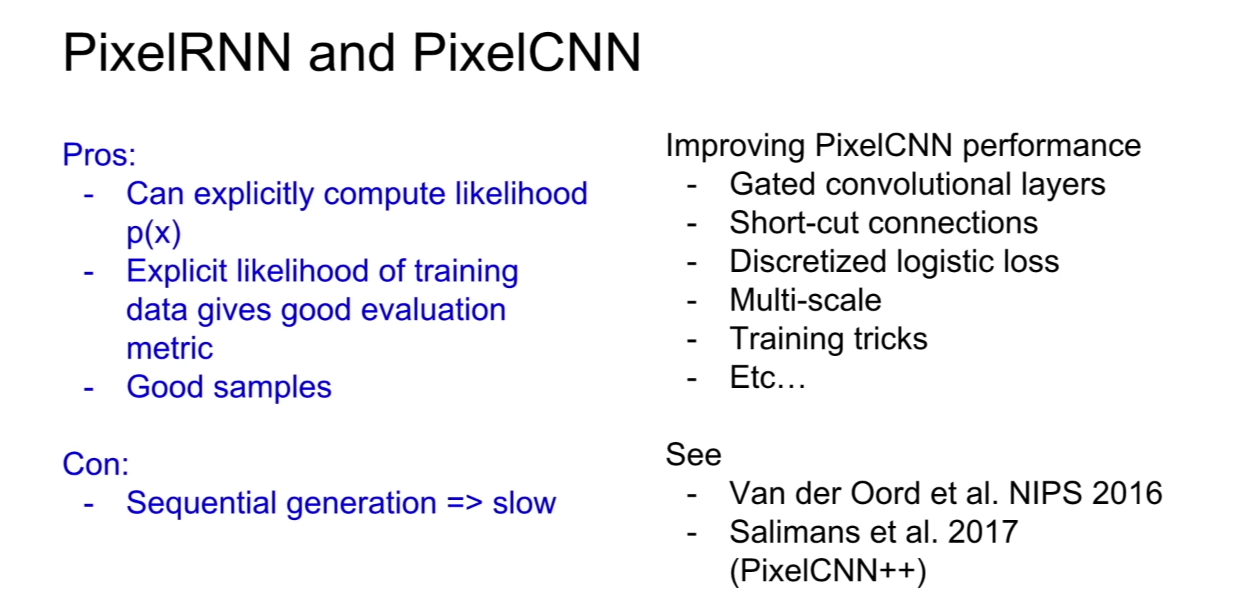 PixelRNN and PixelCNN
Pros:
- Can explicitly compute likelihood
p(x)
- Explicit likelihood of training
data gives good evaluation
metric
- Good samples
Con:
- Sequential generation => slow
Improving PixelCNN performance
- Gated convolutional layers
- Short-cut connections
- Discretized logistic loss
- Multi-scale
- Training tricks
- Etc…
See
- Van der Oord et al. NIPS 2016
- Salimans et al. 2017
(PixelCNN++)